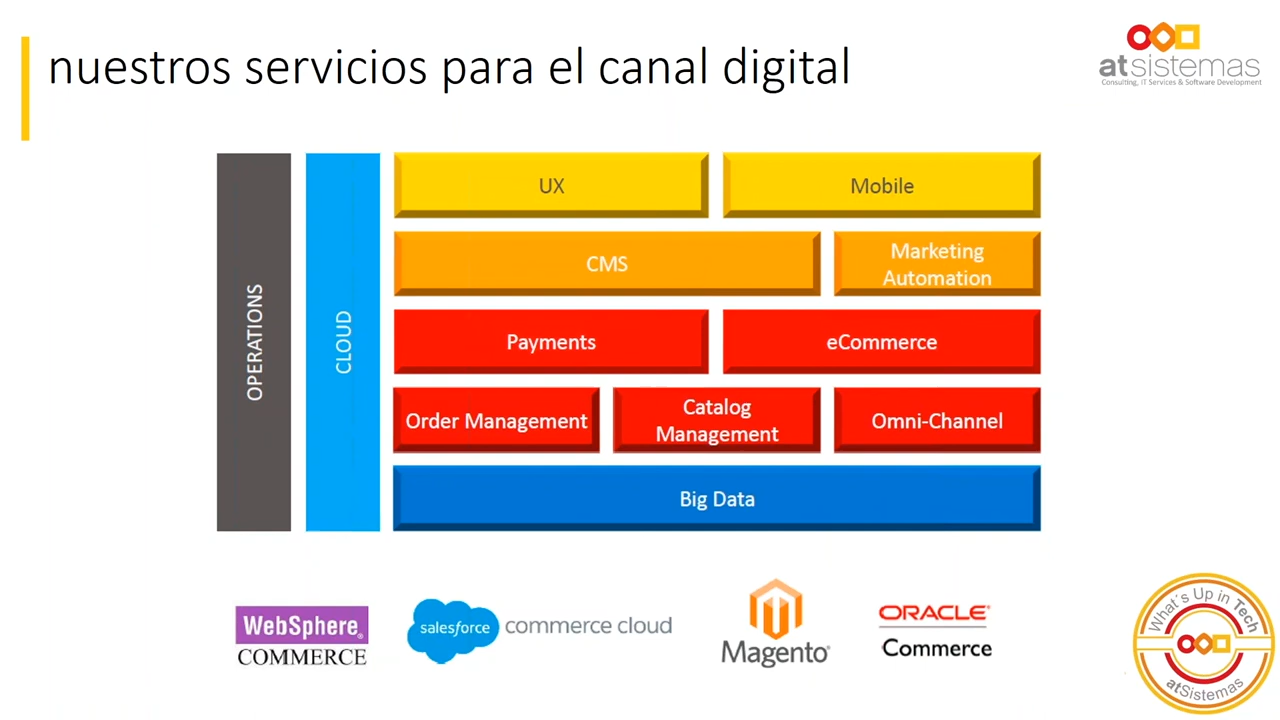 nuestros servicios para el canal digital
atsistemas
Consulting, IT Services & Software Development
OPERATIONS
CLOUD
UX
Mobile
CMS
Marketing
Automation
Payments
eCommerce
Order Management
Catalog
Management
Omni-Channel
Big Data
WebSphere®
COMMERCE
salesforce commerce cloud
Magento®
ORACLE®
Commerce
What's Up in Tech
atSistemas